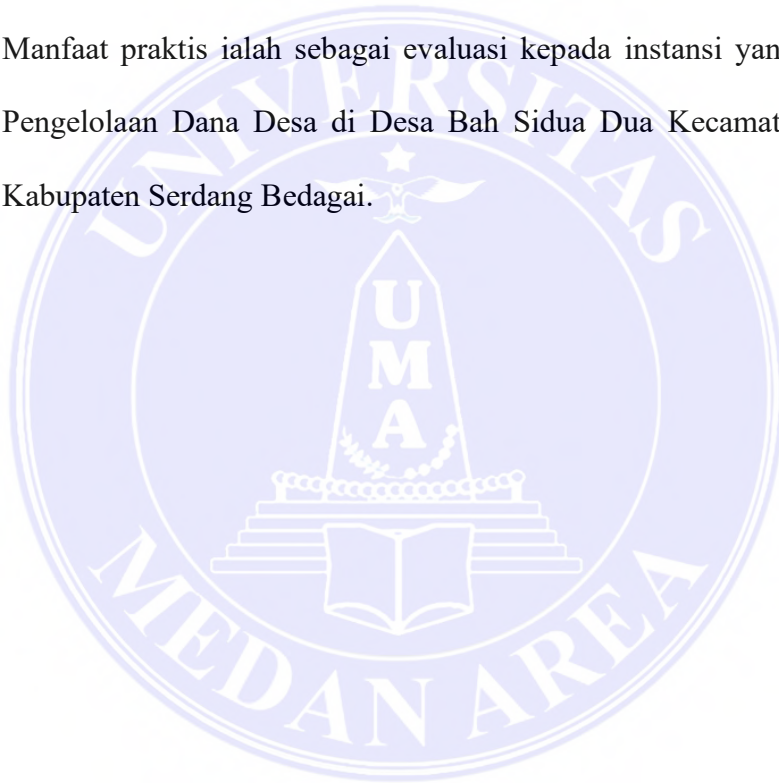 Manfaat praktis ialah sebagai evaluasi kepada instansi yan
Pengelolaan Dana Desa di Desa Bah Sidua Dua Kecamat
Kabupaten Serdang Bedagai.
UNIVERSITAS
UMA
MEDAN AREA